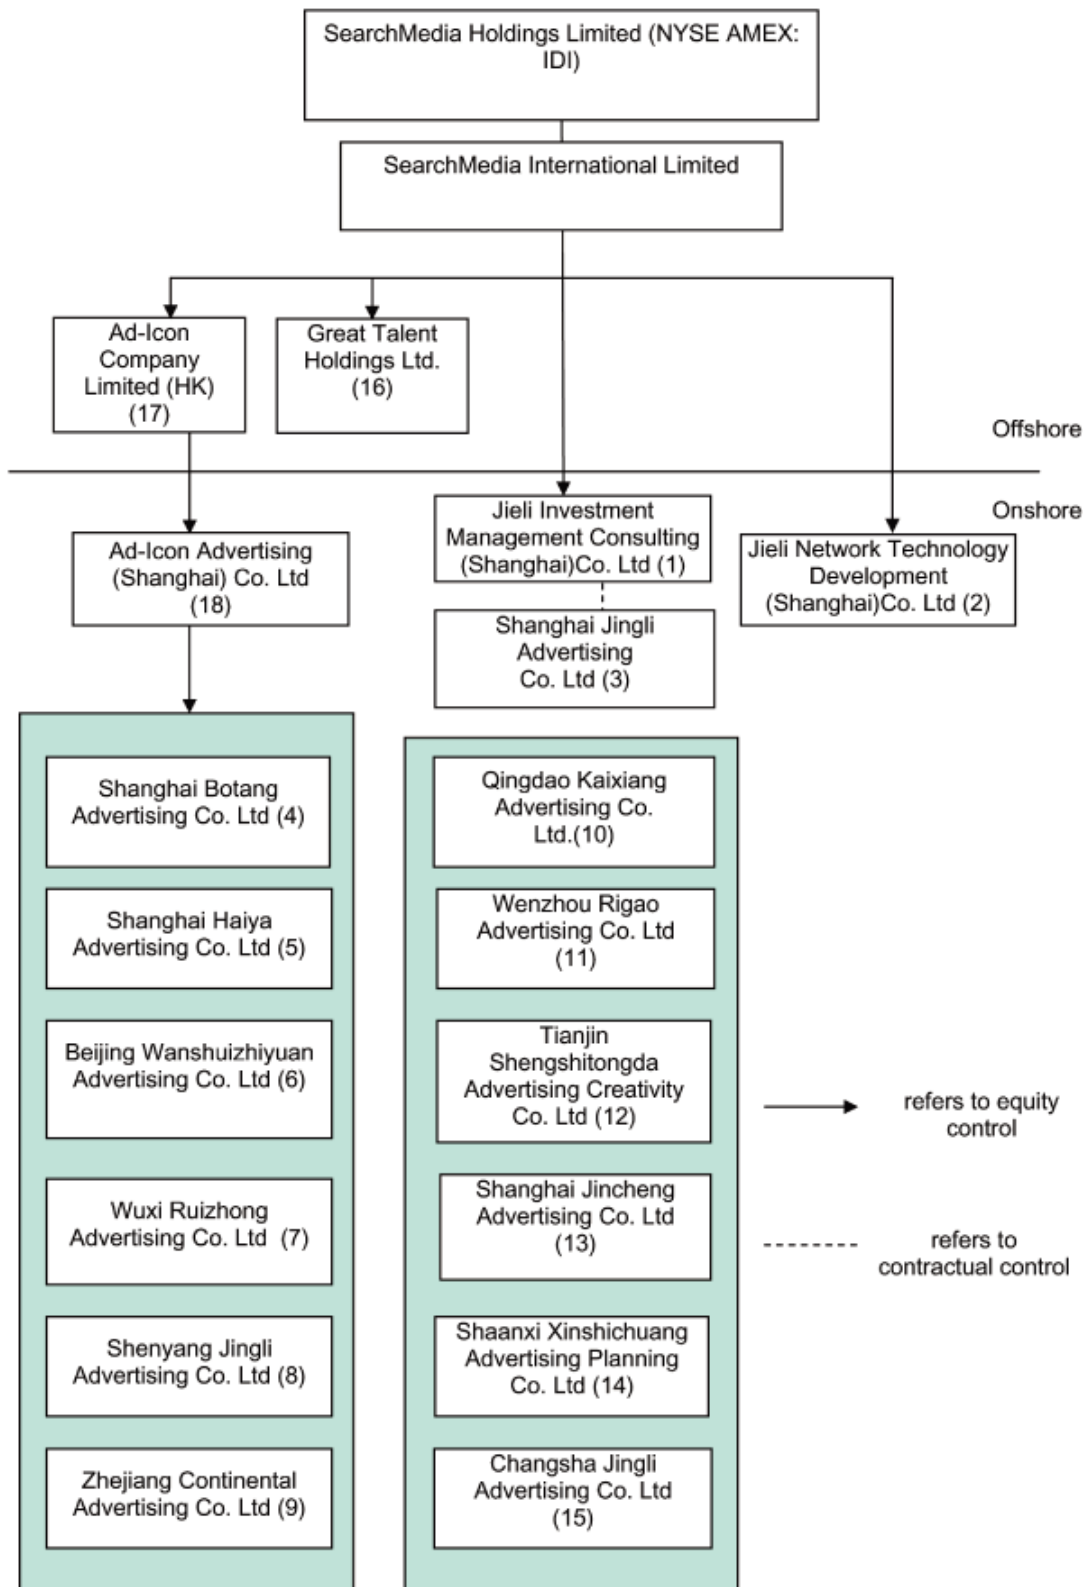 SearchMedia Holdings Limited (NYSE AMEX:
IDI)
SearchMedia International Limited
Ad-Icon
Company
Limited (HK)
(17)
Great Talent
Holdings Ltd.
(16)
Offshore
Onshore
Ad-Icon Advertising
(Shanghai) Co. Ltd
(18)
Jieli Investment
Management Consulting
(Shanghai)Co. Ltd (1)
Jieli Network Technology
Development
(Shanghai)Co. Ltd (2)
Shanghai Jingli
Advertising
Co. Ltd (3)
Shanghai Botang
Advertising Co. Ltd (4)
Shanghai Haiya
Advertising Co. Ltd (5)
Beijing Wanshuizhiyuan
Advertising Co. Ltd (6)
Wuxi Ruizhong
Advertising Co. Ltd (7)
Shenyang Jingli
Advertising Co. Ltd (8)
Zhejiang Continental
Advertising Co. Ltd (9)
Qingdao Kaixiang
Advertising Co.
Ltd.(10)
Wenzhou Rigao
Advertising Co. Ltd
(11)
Tianjin
Shengshitongda
Advertising Creativity
Co. Ltd (12)
Shanghai Jincheng
Advertising Co. Ltd
(13)
Shaanxi Xinshichuang
Advertising Planning
Co. Ltd (14)
Changsha Jingli
Advertising Co. Ltd
(15)
refers to equity
control
refers to
contractual control